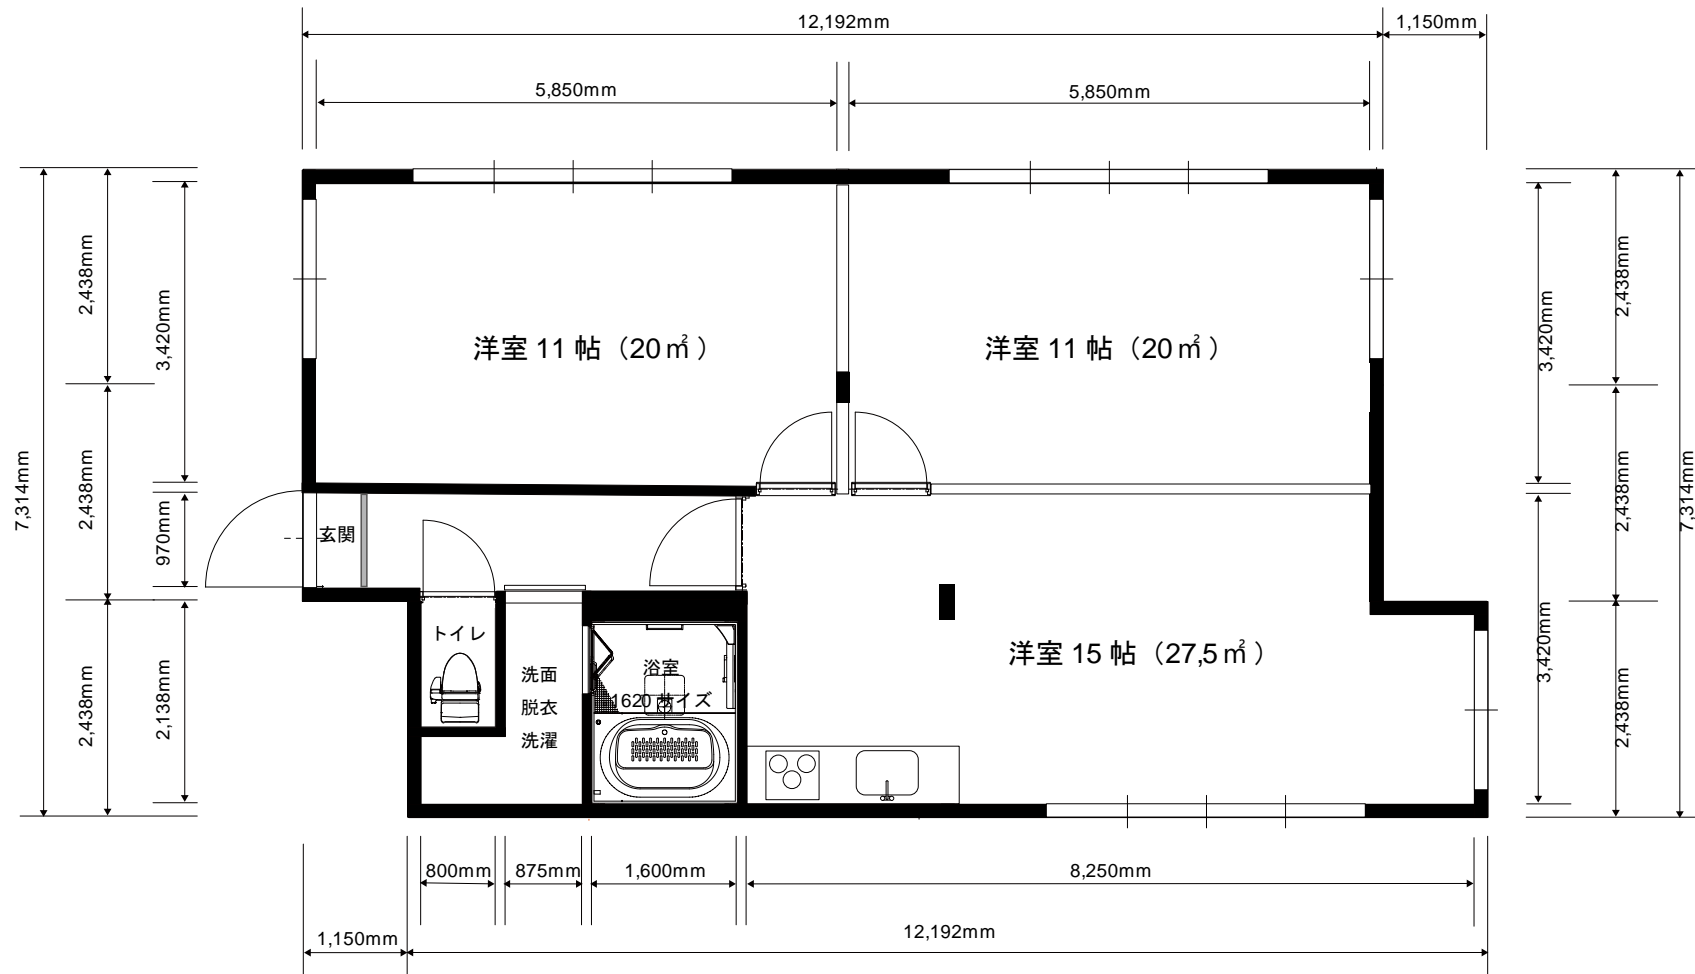 12,192mm
1,150mm
5,850mm
5,850mm
7,314mm
2,438mm
2,438mm
2,438mm
3,420mm
970mm
2,138mm
洋室 11 帖（20㎡）
洋室 11 帖（20㎡）
玄関
トイレ
洗面
脱衣
洗濯
浴室
1620 サイズ
洋室 15 帖（27,5㎡）
3,420mm
3,420mm
2,438mm
2,438mm
2,438mm
7,314mm
800mm
875mm
1,600mm
8,250mm
1,150mm
12,192mm